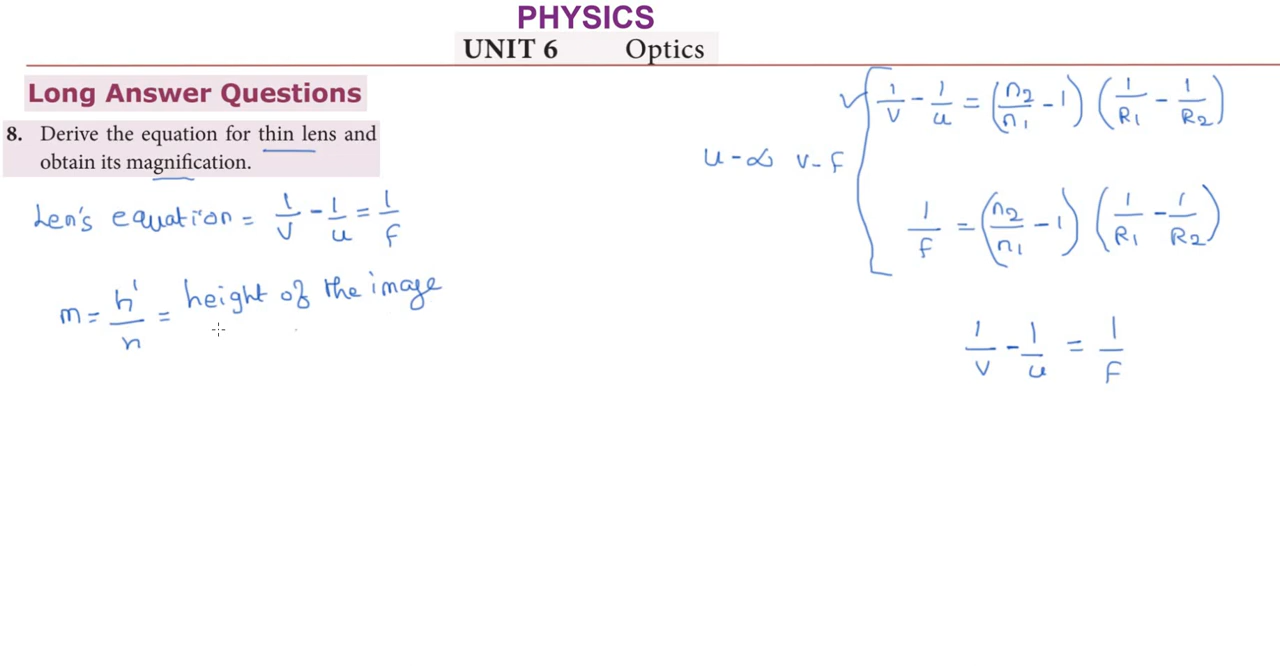 PHYSICS
UNIT 6 Optics
Long Answer Questions
8. Derive the equation for thin lens and
obtain its magnification.
Len's equation = 1/v - 1/u = 1/f
m = h'/h = height of the image
1/v - 1/u = (n2/n1 - 1) (1/R1 - 1/R2)
u - ∞ v - f
1/f = (n2/n1 - 1) (1/R1 - 1/R2)
1/v - 1/u = 1/f